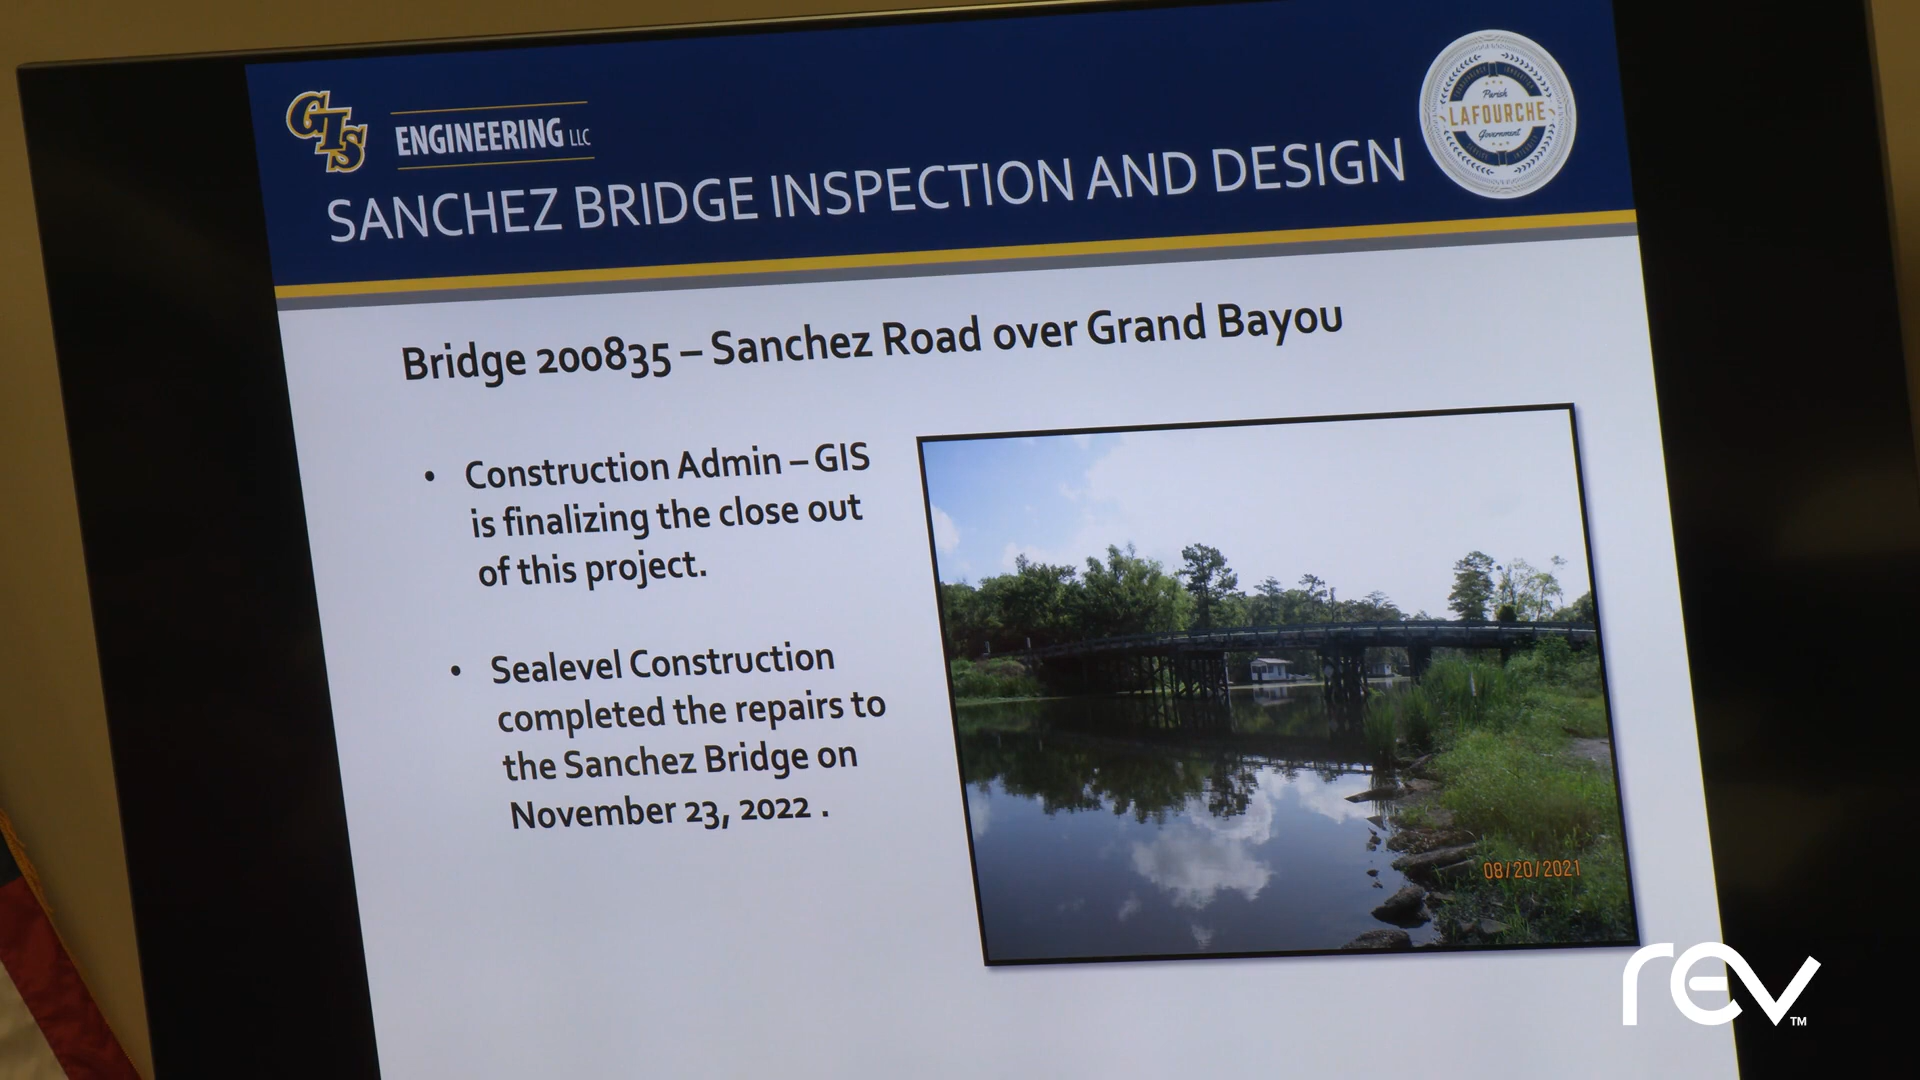 GIS
ENGINEERING LLC
Parish
LAFOURCHE
Government
SANCHEZ BRIDGE INSPECTION AND DESIGN
Bridge 200835 – Sanchez Road over Grand Bayou
• Construction Admin – GIS
is finalizing the close out
of this project.
• Sealevel Construction
completed the repairs to
the Sanchez Bridge on
November 23, 2022 .
08/20/2021
rev™